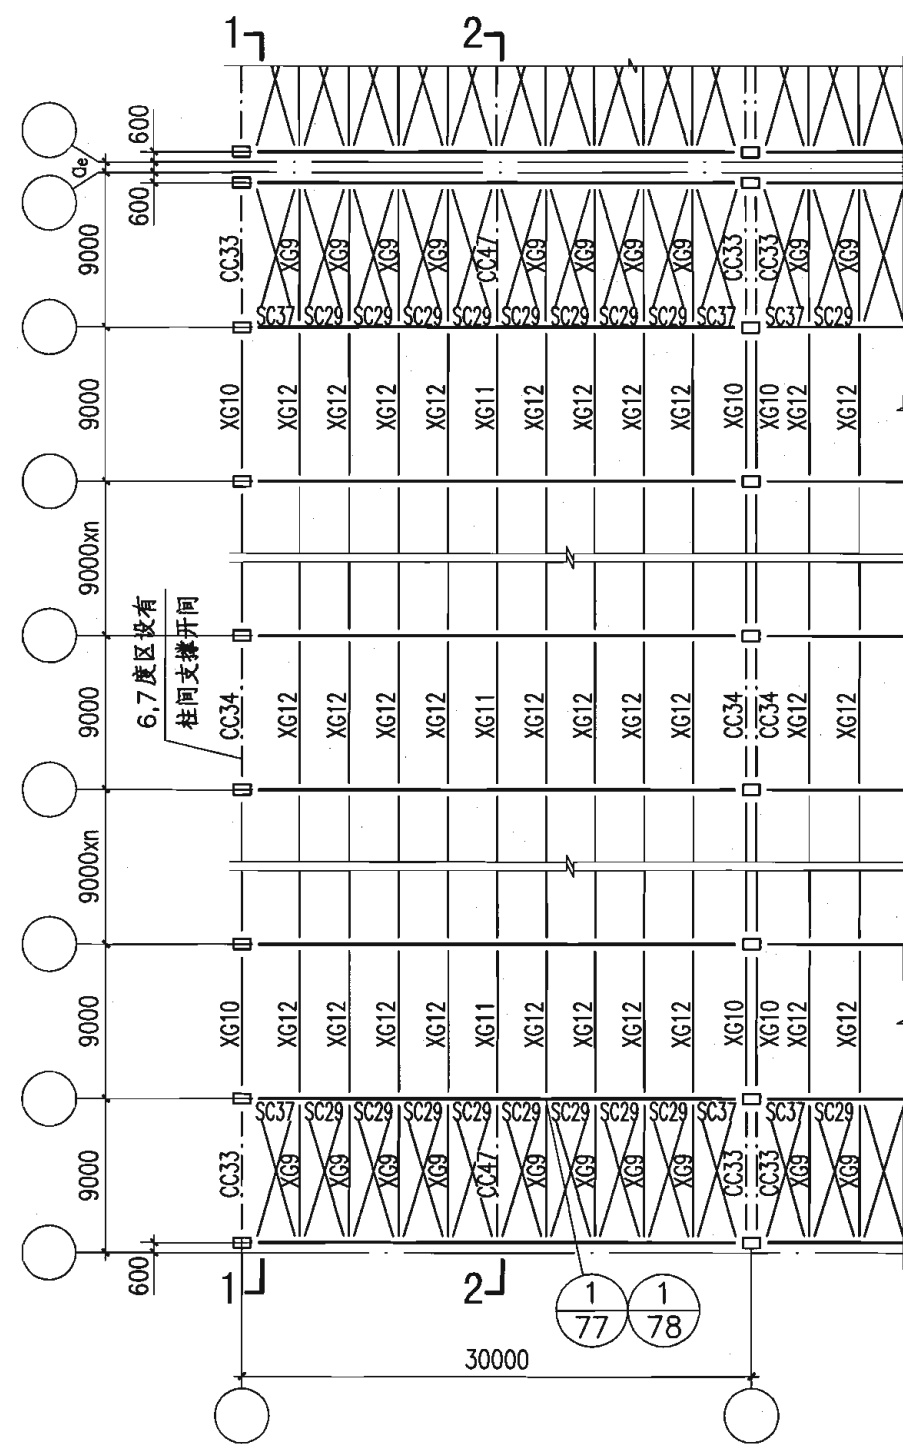 1 2
600
ae
600
9000
CC33 XG9 XG9 XG9 XG9 CC47 XG9 XG9 XG9 XG9 CC33 CC33 XG9 XG9
SC37 SC29 SC29 SC29 SC29 SC29 SC29 SC29 SC29 SC37 SC37 SC29
9000
XG10 XG12 XG12 XG12 XG12 XG11 XG12 XG12 XG12 XG12 XG10 XG10 XG12 XG12
9000xn
6,7度区设有
柱间支撑开间
9000
CC34 XG12 XG12 XG12 XG12 XG11 XG12 XG12 XG12 XG12 CC34 CC34 XG12 XG12
9000xn
9000
XG10 XG12 XG12 XG12 XG12 XG11 XG12 XG12 XG12 XG12 XG10 XG10 XG12 XG12
SC37 SC29 SC29 SC29 SC29 SC29 SC29 SC29 SC29 SC37 SC37 SC29
9000
CC33 XG9 XG9 XG9 XG9 CC47 XG9 XG9 XG9 XG9 CC33 CC33 XG9 XG9
600
1 2
1 1
77 78
30000